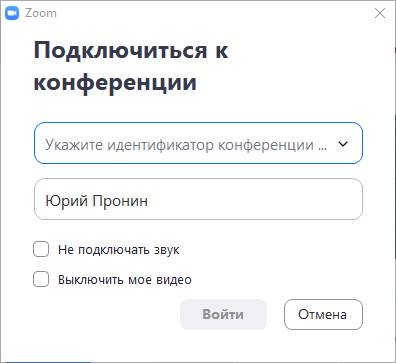 Zoom
Подключиться к
конференции
Укажите идентификатор конференции ...
Юрий Пронин
Не подключать звук
Выключить мое видео
Войти
Отмена